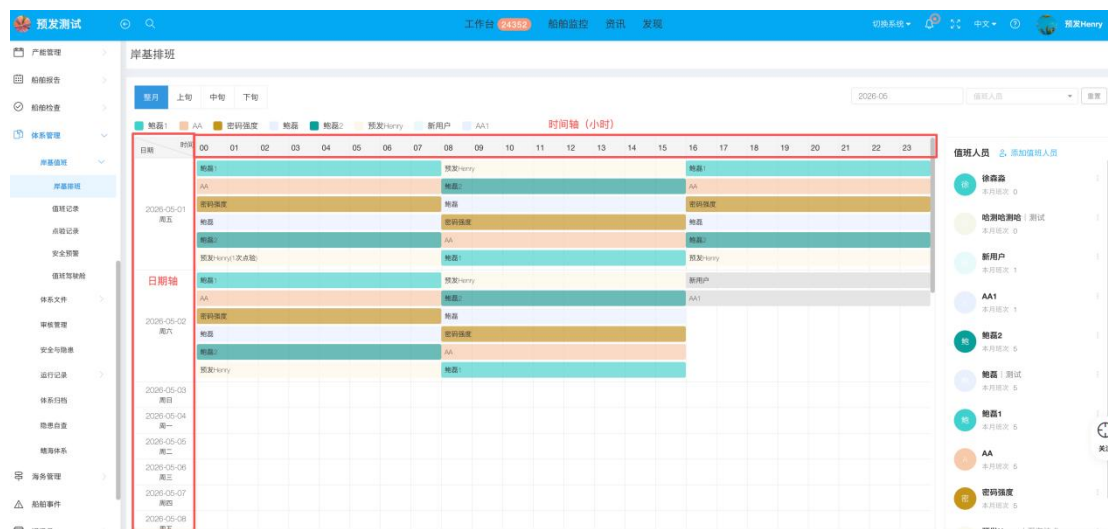 预发测试
工作台 24352 船舶监控 资讯 发现
切换系统 中文 预发Henry
产能管理
船舶报告
船舶检查
体系管理
岸基值班
岸基排班
值班记录
点验记录
安全预警
值班驾驶舱
体系文件
审核管理
安全与隐患
运行记录
体系归档
隐患自查
海务管理
船舶事件
岸基排班
整月 上旬 中旬 下旬
2026-05 值班人员 重置
鲍磊1 AA 密码强度 鲍磊 鲍磊2 预发Henry 新用户 AA1
时间轴（小时）
日期 时间 00 01 02 03 04 05 06 07 08 09 10 11 12 13 14 15 16 17 18 19 20 21 22 23
2026-05-01
周五
鲍磊1 预发Henry 鲍磊1
AA 鲍磊2 AA
密码强度 鲍磊 密码强度
鲍磊 密码强度 鲍磊
鲍磊2 AA 鲍磊2
预发Henry(1次点验) 鲍磊1 预发Henry
日期轴
2026-05-02
周六
鲍磊1 预发Henry 新用户
AA 鲍磊2 AA1
密码强度 鲍磊
鲍磊 密码强度
鲍磊2 AA
预发Henry 鲍磊1
2026-05-03
周日
2026-05-04
周一
2026-05-05
周二
2026-05-06
周三
2026-05-07
周四
2026-05-08
周五
值班人员 添加值班人员
徐 徐森淼
本月班次 0
哈测哈测哈 | 测试
本月班次 0
新用户
本月班次 1
AA1
本月班次 1
鲍 鲍磊2
本月班次 5
鲍磊 | 测试
本月班次 5
鲍 鲍磊1
本月班次 5
AA
本月班次 5
密 密码强度
本月班次 5